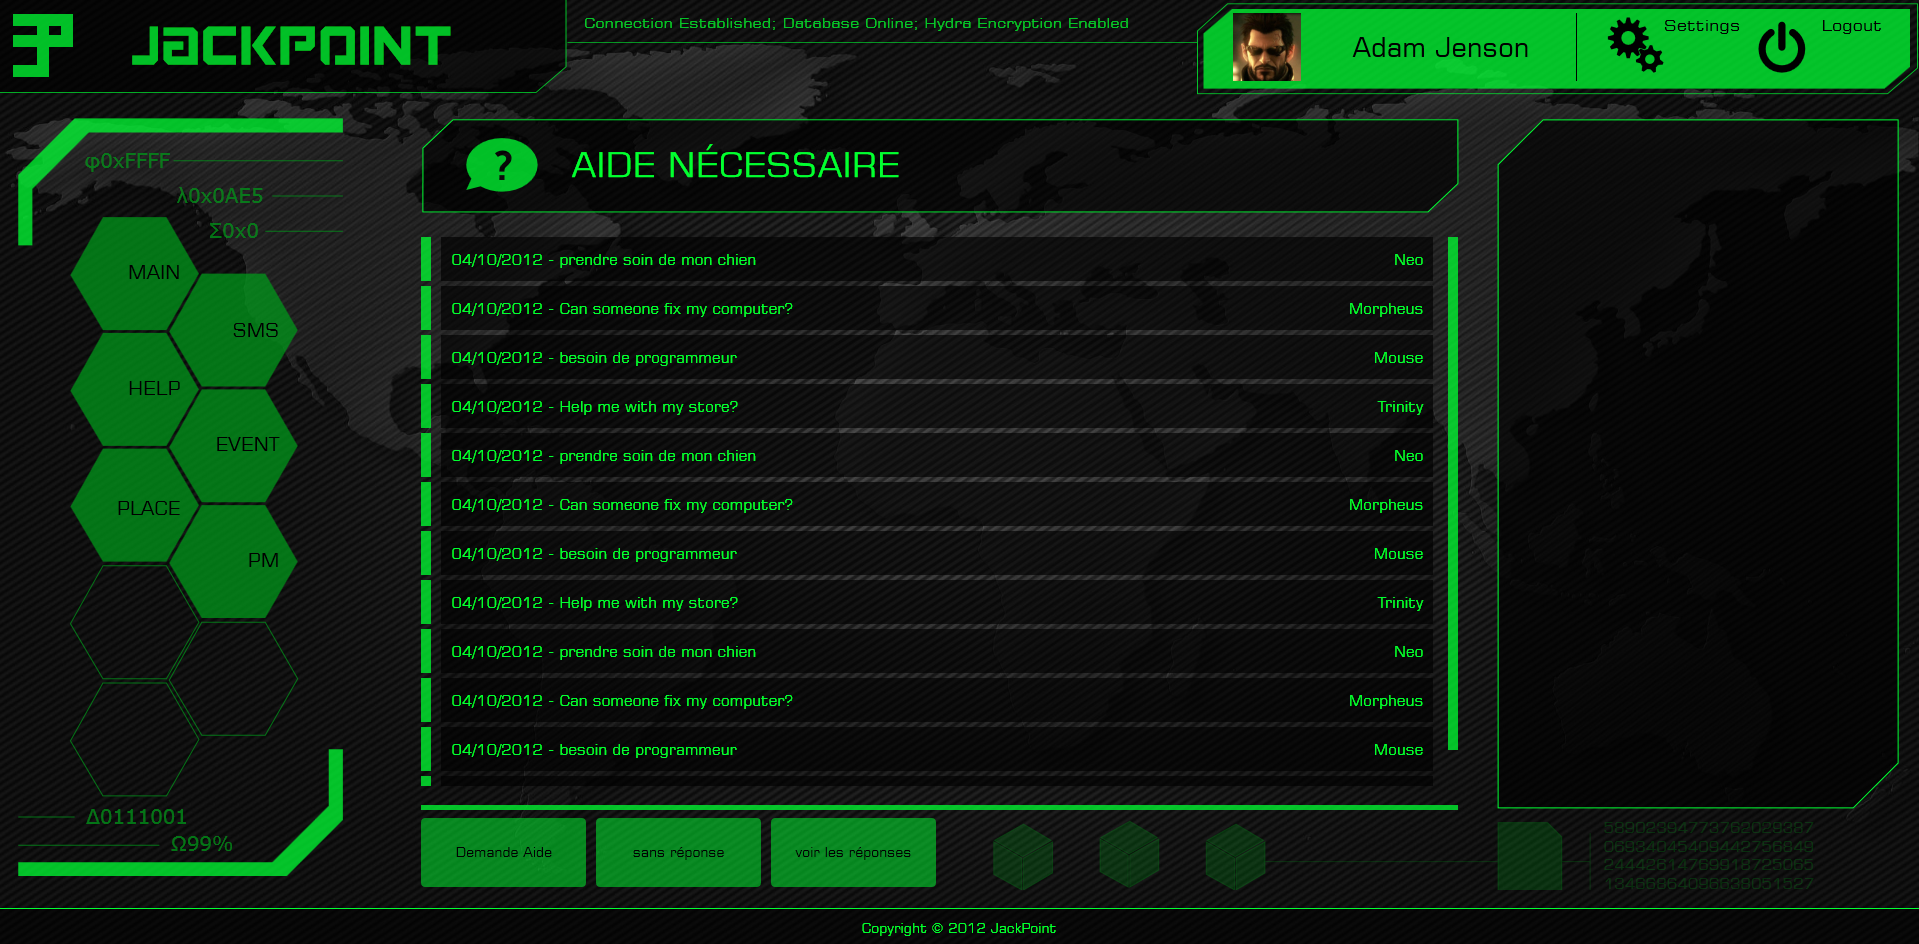 JACKPOINT
Connection Established; Database Online; Hydra Encryption Enabled
Adam Jenson
Settings
Logout
φ0xFFFF
λ0x0AE5
Σ0x0
MAIN
SMS
HELP
EVENT
PLACE
PM
Δ0111001
Ω99%
?
AIDE NÉCESSAIRE
04/10/2012 - prendre soin de mon chien Neo
04/10/2012 - Can someone fix my computer? Morpheus
04/10/2012 - besoin de programmeur Mouse
04/10/2012 - Help me with my store? Trinity
04/10/2012 - prendre soin de mon chien Neo
04/10/2012 - Can someone fix my computer? Morpheus
04/10/2012 - besoin de programmeur Mouse
04/10/2012 - Help me with my store? Trinity
04/10/2012 - prendre soin de mon chien Neo
04/10/2012 - Can someone fix my computer? Morpheus
04/10/2012 - besoin de programmeur Mouse
Demande Aide
sans réponse
voir les réponses
Copyright © 2012 JackPoint